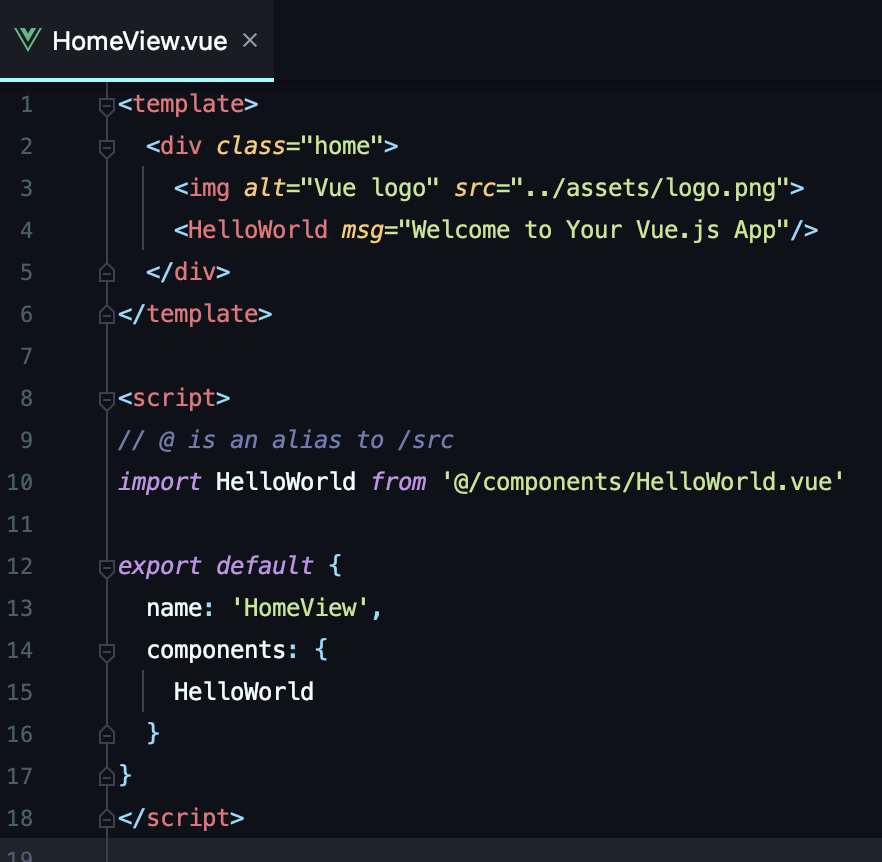 HomeView.vue ×
1 <template>
2   <div class="home">
3     <img alt="Vue logo" src="../assets/logo.png">
4     <HelloWorld msg="Welcome to Your Vue.js App"/>
5   </div>
6 </template>
7
8 <script>
9 // @ is an alias to /src
10 import HelloWorld from '@/components/HelloWorld.vue'
11
12 export default {
13   name: 'HomeView',
14   components: {
15     HelloWorld
16   }
17 }
18 </script>
19